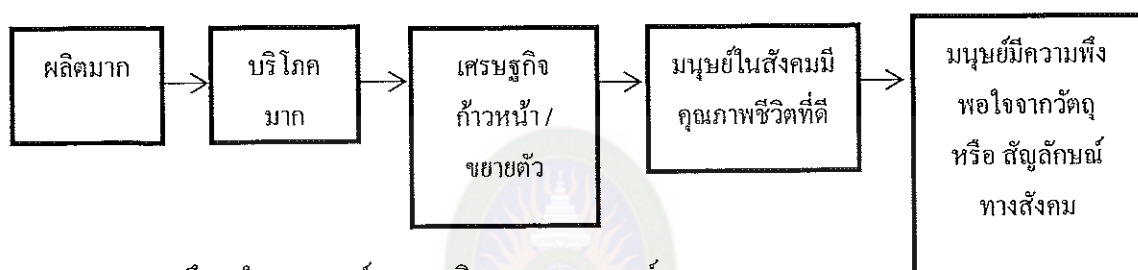 ผลิตมาก
บริโภค
มาก
เศรษฐกิจ
ก้าวหน้า /
ขยายตัว
มนุษย์ในสังคมมี
คุณภาพชีวิตที่ดี
มนุษย์มีความพึง
พอใจจากวัตถุ
หรือ สัญลักษณ์
ทางสังคม